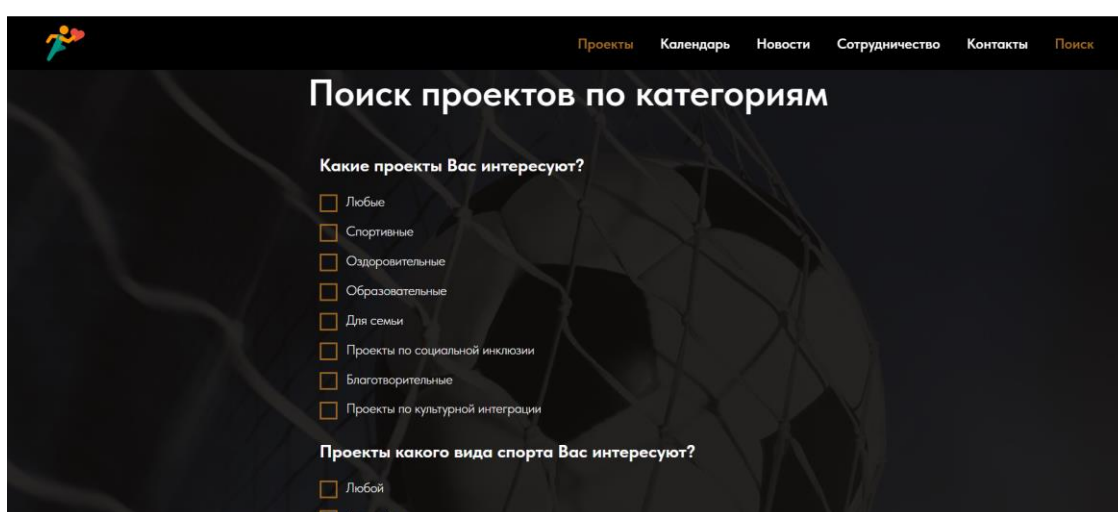 Проекты Календарь Новости Сотрудничество Контакты Поиск
Поиск проектов по категориям
Какие проекты Вас интересуют?
Любые
Спортивные
Оздоровительные
Образовательные
Для семьи
Проекты по социальной инклюзии
Благотворительные
Проекты по культурной интеграции
Проекты какого вида спорта Вас интересуют?
Любой